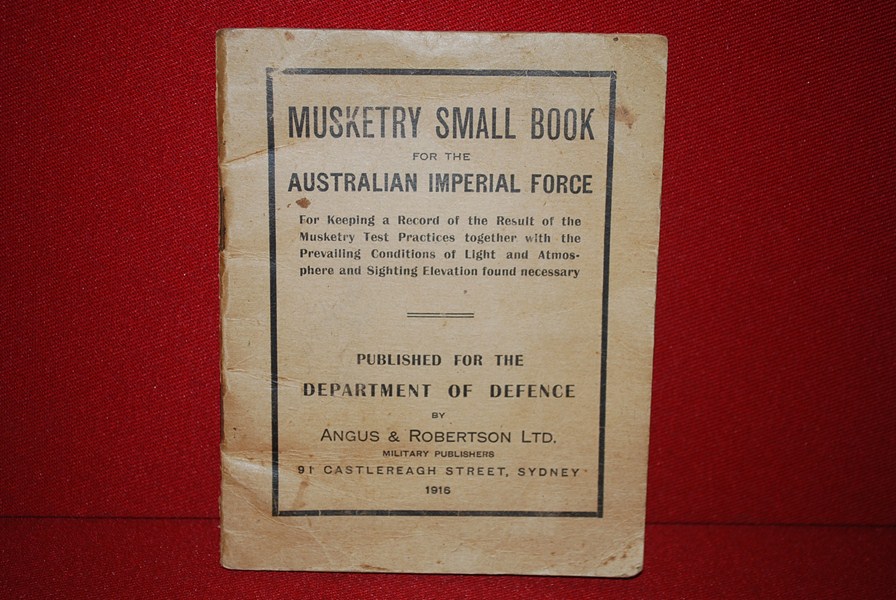 MUSKETRY SMALL BOOK
FOR THE
AUSTRALIAN IMPERIAL FORCE
For Keeping a Record of the Result of the
Musketry Test Practices together with the
Prevailing Conditions of Light and Atmos-
phere and Sighting Elevation found necessary
PUBLISHED FOR THE
DEPARTMENT OF DEFENCE
BY
ANGUS & ROBERTSON LTD.
MILITARY PUBLISHERS
91 CASTLEREAGH STREET, SYDNEY
1916